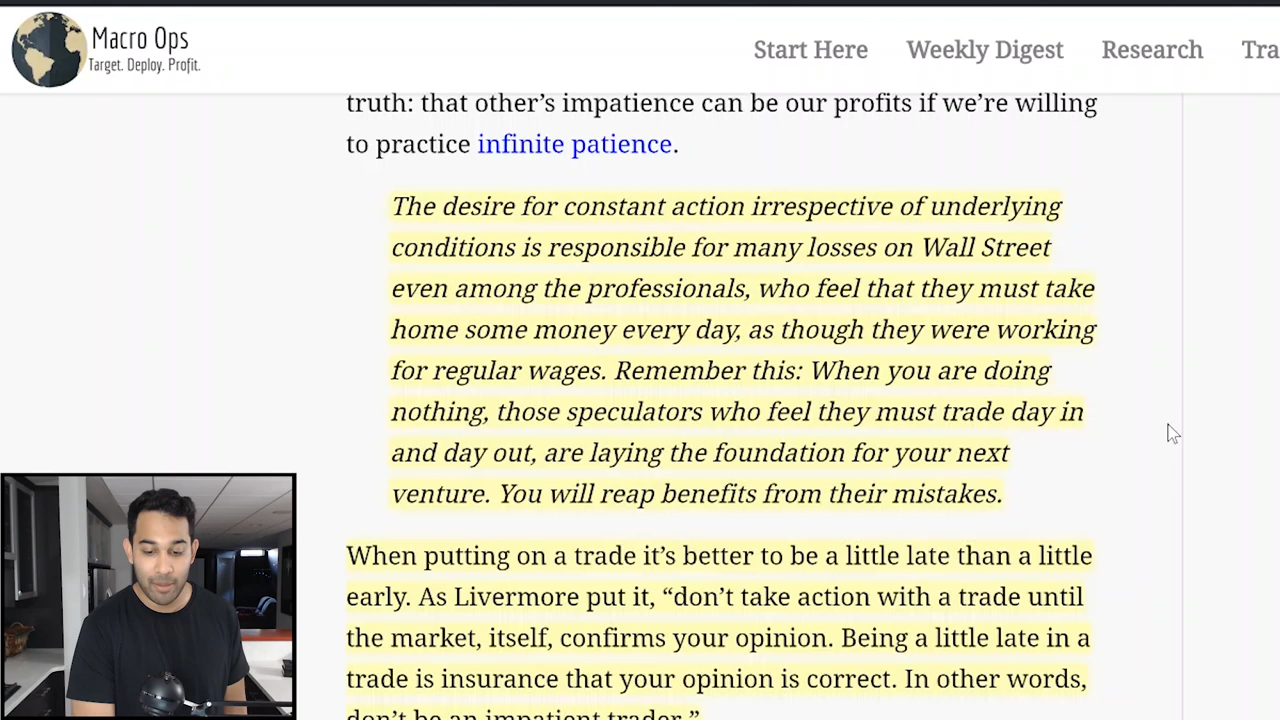 Macro Ops
Target. Deploy. Profit.
Start Here
Weekly Digest
Research
Tra
truth: that other’s impatience can be our profits if we’re willing
to practice infinite patience.
The desire for constant action irrespective of underlying
conditions is responsible for many losses on Wall Street
even among the professionals, who feel that they must take
home some money every day, as though they were working
for regular wages. Remember this: When you are doing
nothing, those speculators who feel they must trade day in
and day out, are laying the foundation for your next
venture. You will reap benefits from their mistakes.
When putting on a trade it’s better to be a little late than a little
early. As Livermore put it, “don’t take action with a trade until
the market, itself, confirms your opinion. Being a little late in a
trade is insurance that your opinion is correct. In other words,
don’t be an impatient trader.”